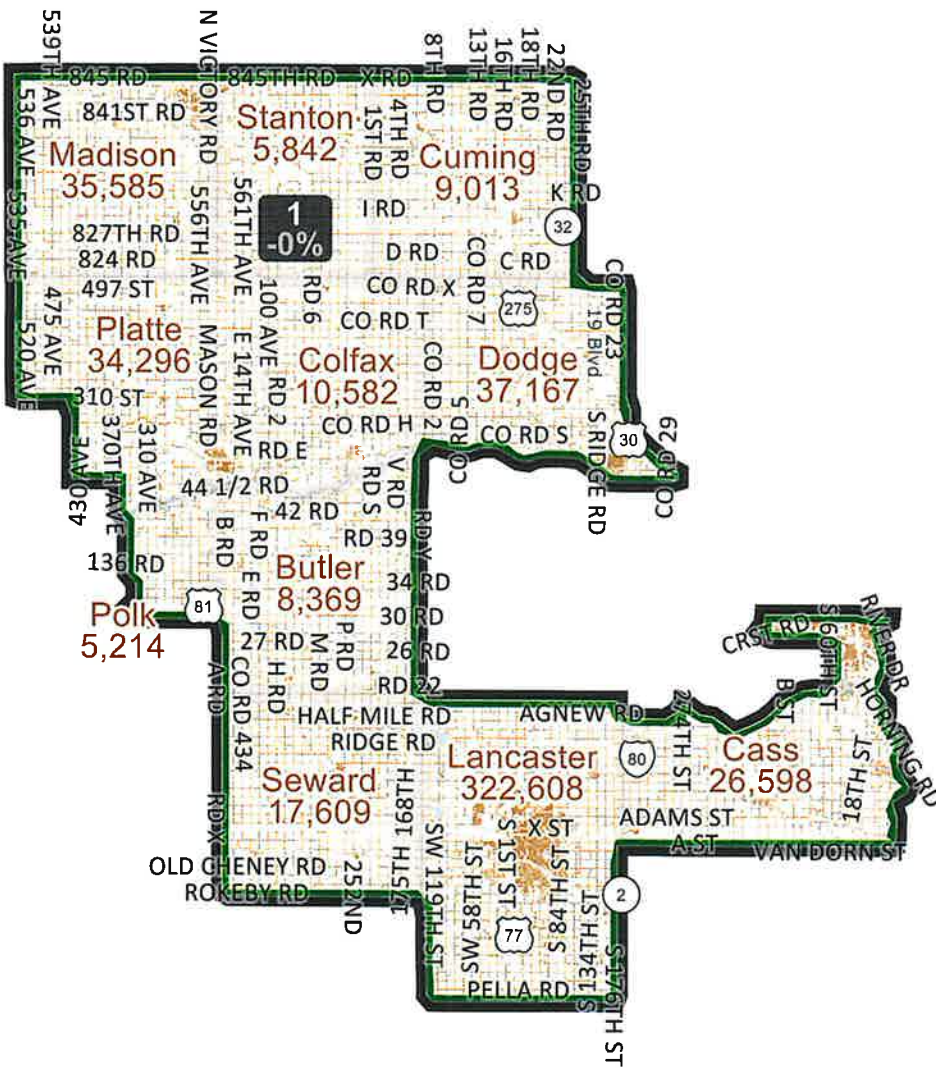 539TH AVE
N VICTORY RD
8TH RD
13TH RD
16TH RD
18TH RD
22ND RD
25TH RD
845 RD
845TH RD
X RD
536 AVE
841ST RD
Stanton
5,842
1ST RD
4TH RD
Madison
35,585
Cuming
9,013
K RD
535 AVE
556TH AVE
561TH AVE
1
-0%
I RD
32
827TH RD
824 RD
497 ST
D RD
C RD
CO RD X
CO RD 7
CO RD 23
475 AVE
100 AVE
RD 6
275
19 Blvd
CO RD T
520 AVE
Platte
34,296
MASON RD
E 14TH AVE
Colfax
10,582
CO RD 2
Dodge
37,167
RD 2
310 ST
CO RD H
CO RD 5
CO RD S
S RIDGE RD
30
CO RD 29
430 AVE
370TH AVE
310 AVE
RD E
44 1/2 RD
42 RD
RD S
V RD
B RD
F RD
RD 39
RD Y
136 RD
E RD
Butler
8,369
34 RD
30 RD
26 RD
RD 22
Polk
5,214
81
27 RD
H RD
M RD
P RD
A RD
CO RD 434
HALF MILE RD
RIDGE RD
AGNEW RD
274TH ST
CRST RD
S 90TH ST
RIVER DR
B ST
HORNING RD
Seward
17,609
168TH
Lancaster
322,608
80
Cass
26,598
18TH ST
RD X
X ST
ADAMS ST
A ST
VAN DORN ST
OLD CHENEY RD
ROKEBY RD
252ND
175TH ST
SW 119TH ST
SW 58TH ST
S 1ST ST
S 84TH ST
77
S 134TH ST
2
S 176TH ST
PELLA RD